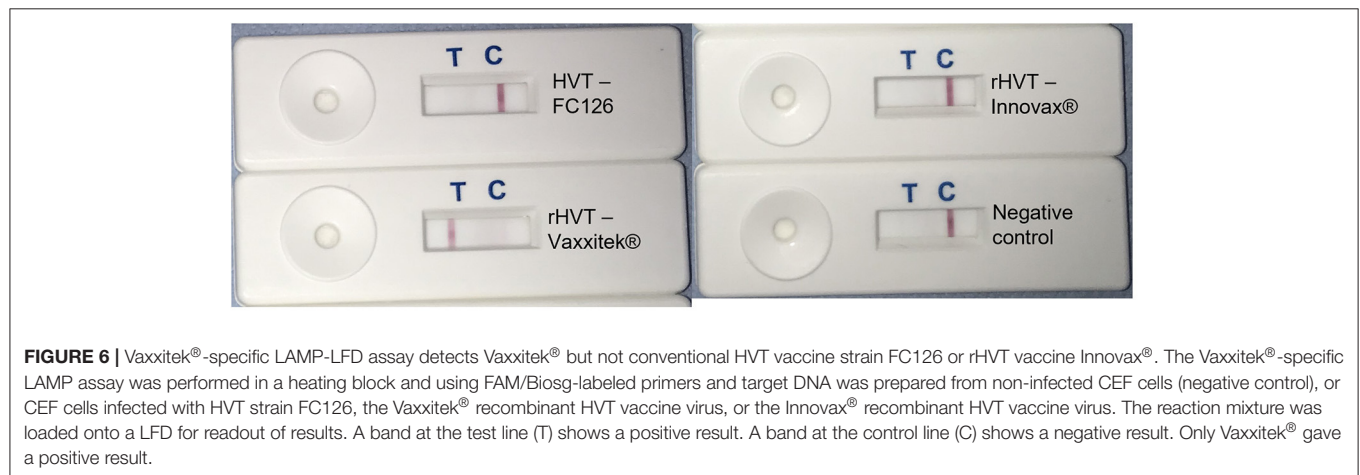 T C
HVT –
FC126
T C
rHVT –
Innovax®
T C
rHVT –
Vaxxitek®
T C
Negative
control
FIGURE 6 | Vaxxitek®-specific LAMP-LFD assay detects Vaxxitek® but not conventional HVT vaccine strain FC126 or rHVT vaccine Innovax®. The Vaxxitek®-specific
LAMP assay was performed in a heating block and using FAM/Biosg-labeled primers and target DNA was prepared from non-infected CEF cells (negative control), or
CEF cells infected with HVT strain FC126, the Vaxxitek® recombinant HVT vaccine virus, or the Innovax® recombinant HVT vaccine virus. The reaction mixture was
loaded onto a LFD for readout of results. A band at the test line (T) shows a positive result. A band at the control line (C) shows a negative result. Only Vaxxitek® gave
a positive result.